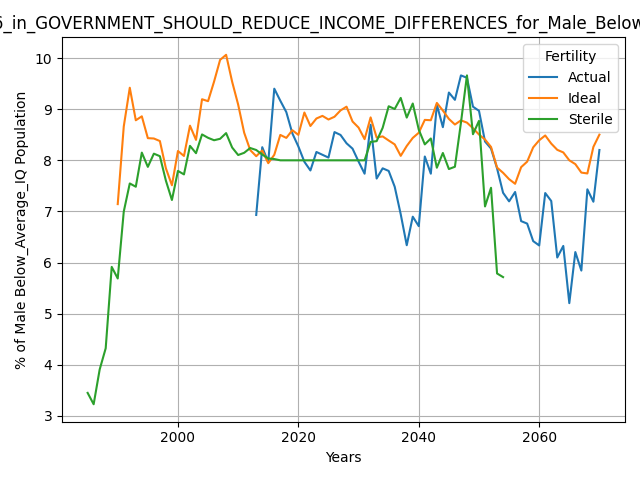 6_in_GOVERNMENT_SHOULD_REDUCE_INCOME_DIFFERENCES_for_Male_Below
Fertility
Actual
Ideal
Sterile
% of Male Below_Average_IQ Population
10
9
8
7
6
5
4
3
2000
2020
2040
2060
Years